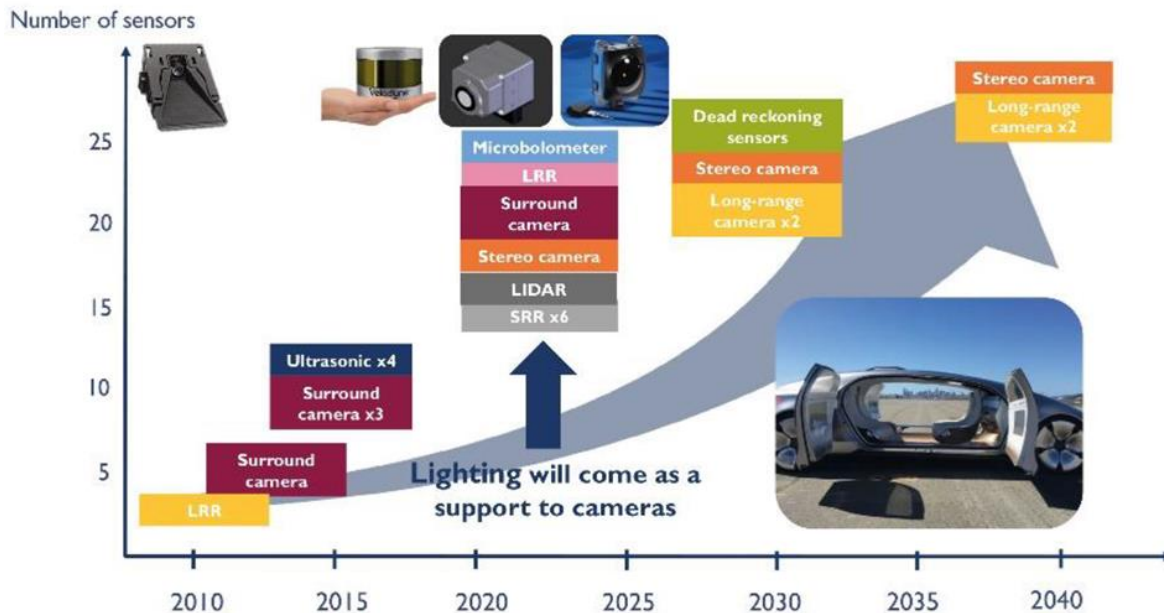 Number of sensors
25
20
15
10
5
Velodyne
Microbolometer
LRR
Surround
camera
Stereo camera
LIDAR
SRR x6
Dead reckoning
sensors
Stereo camera
Long-range
camera x2
Stereo camera
Long-range
camera x2
Ultrasonic x4
Surround
camera x3
Surround
camera
LRR
Lighting will come as a
support to cameras
2010
2015
2020
2025
2030
2035
2040